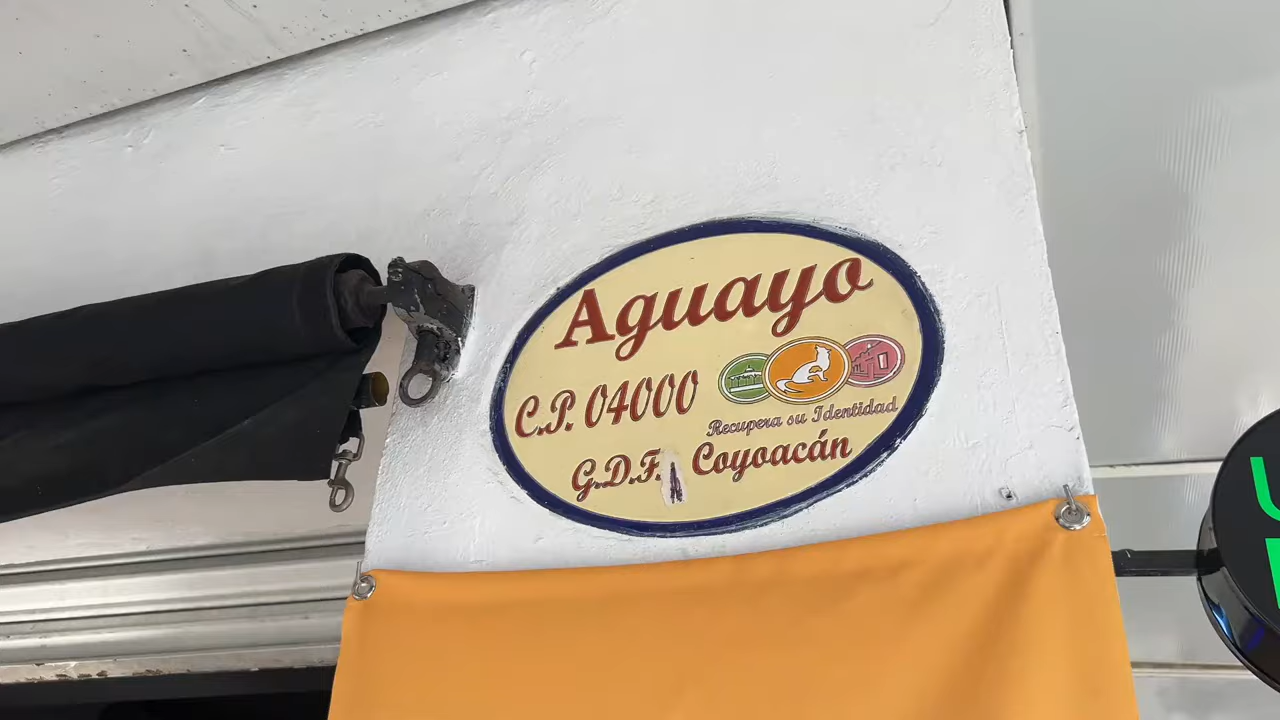 Aguayo
C.P. 04000
Recupera su Identidad
G.D.F. Coyoacán
U